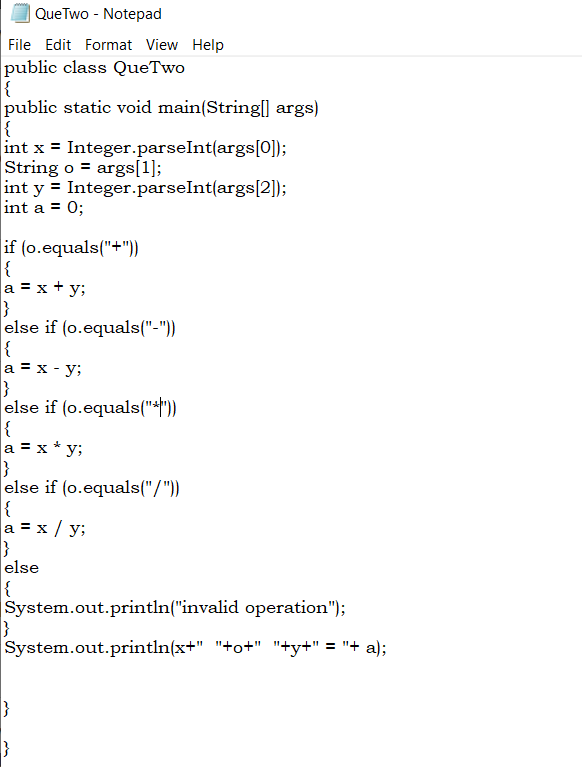 QueTwo - Notepad
File Edit Format View Help
public class QueTwo
{
public static void main(String[] args)
{
int x = Integer.parseInt(args[0]);
String o = args[1];
int y = Integer.parseInt(args[2]);
int a = 0;
if (o.equals("+"))
{
a = x + y;
}
else if (o.equals("-"))
{
a = x - y;
}
else if (o.equals("*"))
{
a = x * y;
}
else if (o.equals("/"))
{
a = x / y;
}
else
{
System.out.println("invalid operation");
}
System.out.println(x+"  "+o+"  "+y+" = "+ a);
}
}